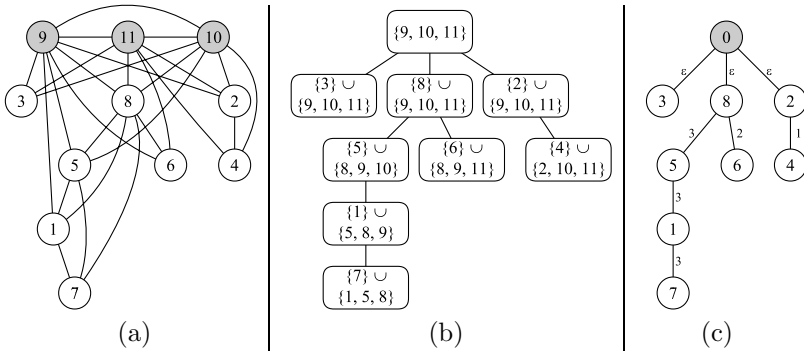 9 11 10
3 8 2
5 6 4
1
7
(a)
{9, 10, 11}
{3} ∪
{9, 10, 11}
{8} ∪
{9, 10, 11}
{2} ∪
{9, 10, 11}
{5} ∪
{8, 9, 10}
{6} ∪
{8, 9, 11}
{4} ∪
{2, 10, 11}
{1} ∪
{5, 8, 9}
{7} ∪
{1, 5, 8}
(b)
0
ε ε ε
3 8 2
3 2 1
5 6 4
3
1
3
7
(c)